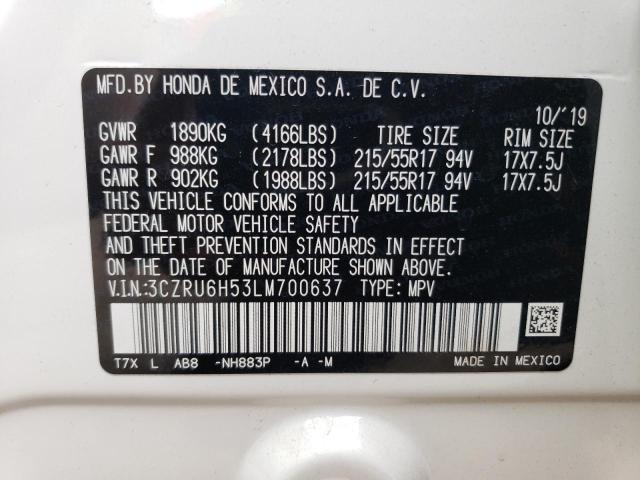 MFD.BY HONDA DE MEXICO S.A. DE C.V.
10/'19
GVWR 1890KG (4166LBS) TIRE SIZE RIM SIZE
GAWR F 988KG (2178LBS) 215/55R17 94V 17X7.5J
GAWR R 902KG (1988LBS) 215/55R17 94V 17X7.5J
THIS VEHICLE CONFORMS TO ALL APPLICABLE
FEDERAL MOTOR VEHICLE SAFETY
AND THEFT PREVENTION STANDARDS IN EFFECT
ON THE DATE OF MANUFACTURE SHOWN ABOVE.
V.I.N:3CZRU6H53LM700637 TYPE: MPV
T7X L AB8 -NH883P -A -M MADE IN MEXICO